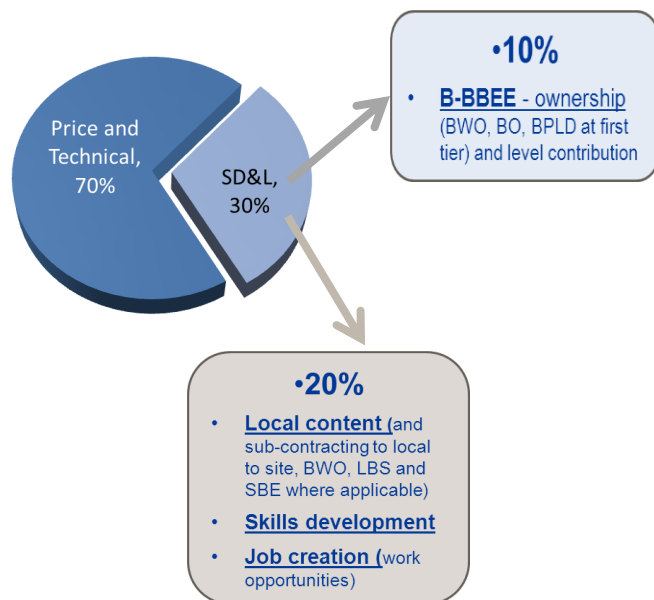 Price and
Technical,
70%
SD&L,
30%
•10%
• B-BBEE - ownership
(BWO, BO, BPLD at first
tier) and level contribution
•20%
• Local content (and
sub-contracting to local
to site, BWO, LBS and
SBE where applicable)
• Skills development
• Job creation (work
opportunities)